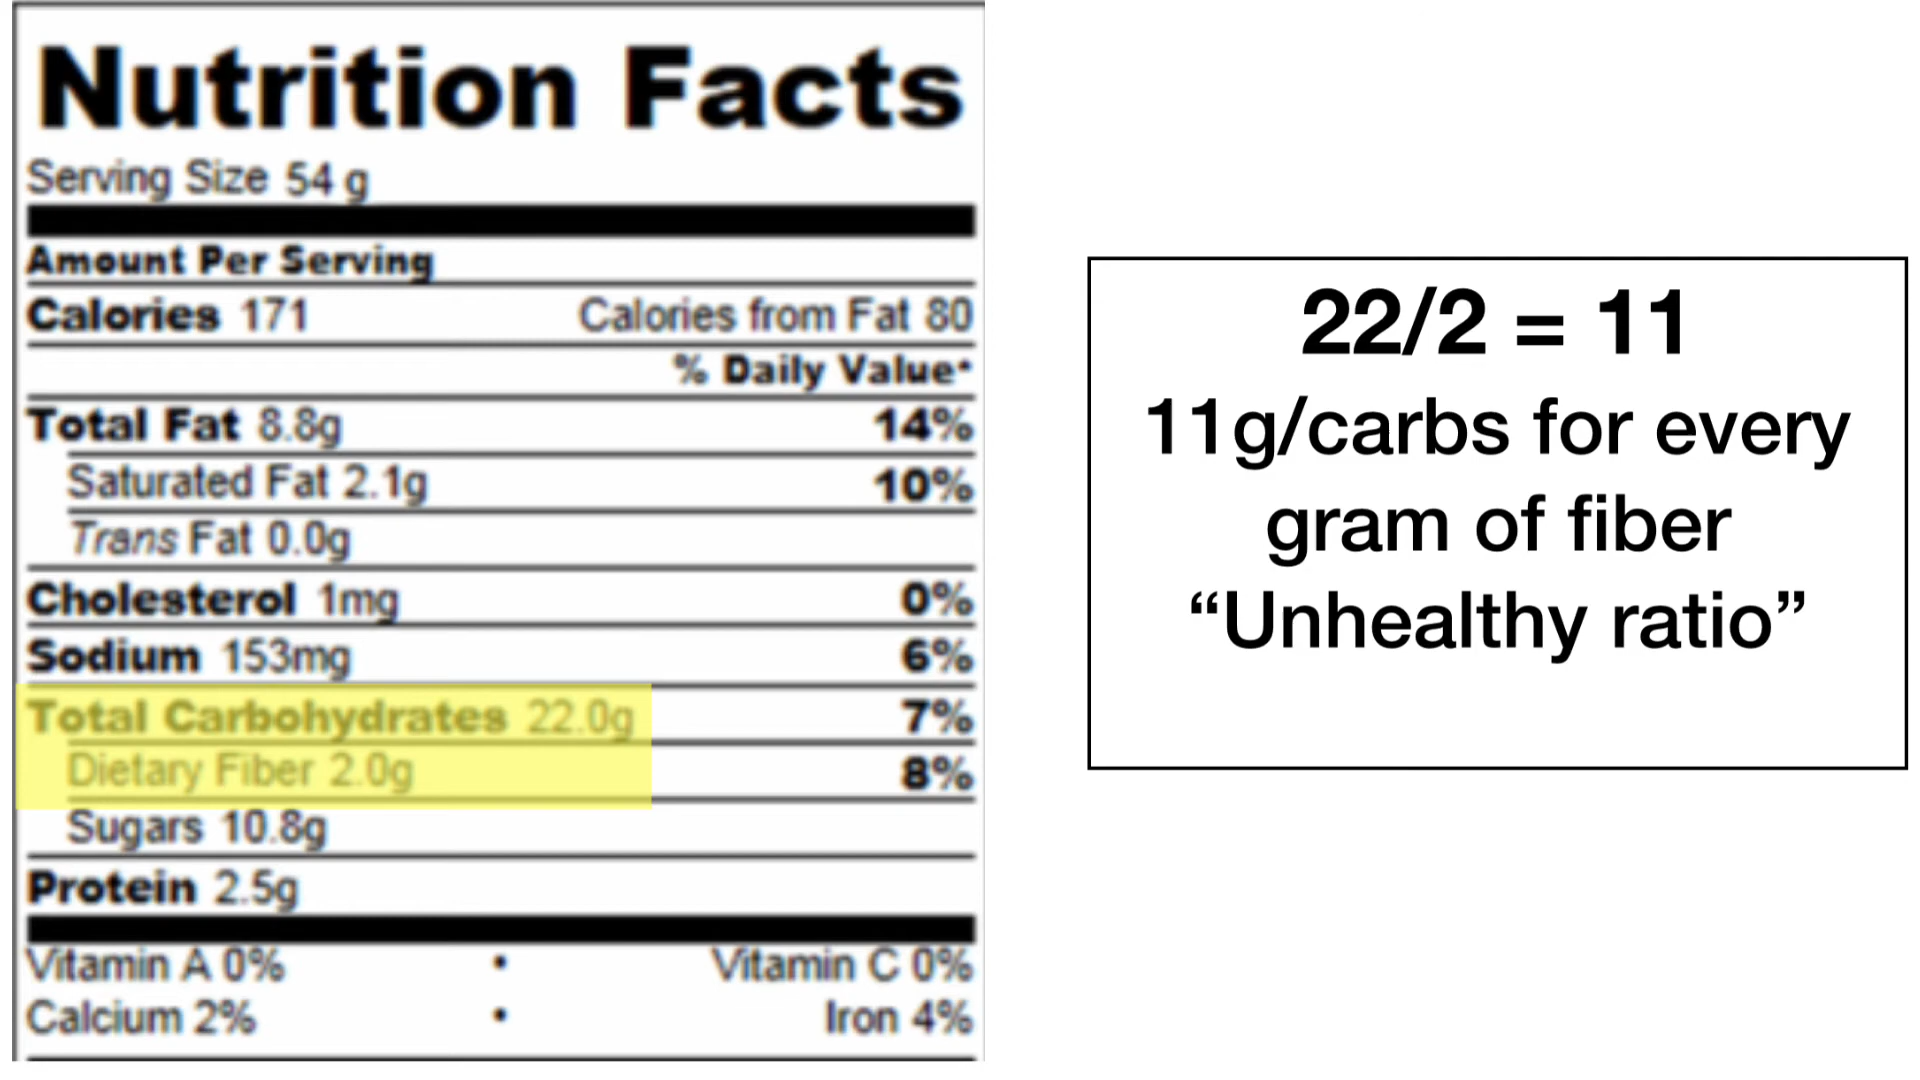 Nutrition Facts
Serving Size 54 g
Amount Per Serving
Calories 171 Calories from Fat 80
% Daily Value*
Total Fat 8.8g 14%
Saturated Fat 2.1g 10%
Trans Fat 0.0g
Cholesterol 1mg 0%
Sodium 153mg 6%
Total Carbohydrates 22.0g 7%
Dietary Fiber 2.0g 8%
Sugars 10.8g
Protein 2.5g
Vitamin A 0% • Vitamin C 0%
Calcium 2% • Iron 4%
22/2 = 11
11g/carbs for every
gram of fiber
“Unhealthy ratio”